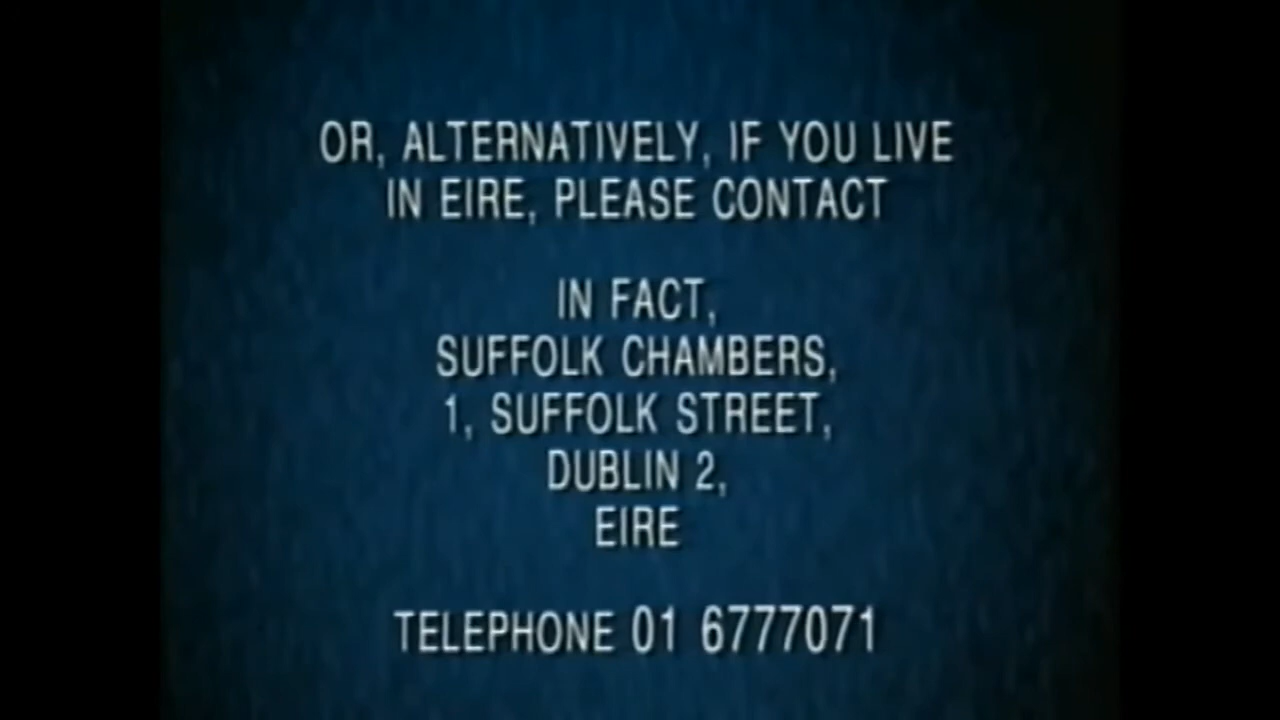 OR, ALTERNATIVELY, IF YOU LIVE
IN EIRE, PLEASE CONTACT
IN FACT,
SUFFOLK CHAMBERS,
1, SUFFOLK STREET,
DUBLIN 2,
EIRE
TELEPHONE 01 6777071